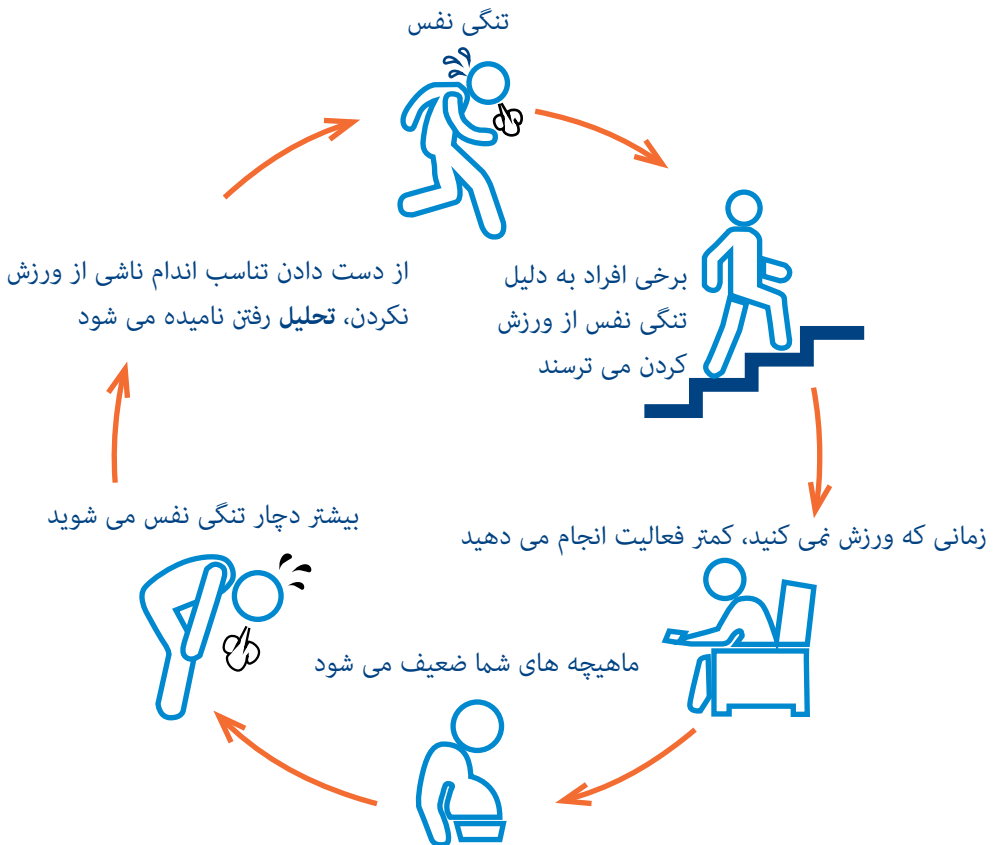 تنگی نفس
برخی افراد به دلیل
تنگی نفس از ورزش
کردن می ترسند
زمانی که ورزش نمی کنید، کمتر فعالیت انجام می دهید
ماهیچه های شما ضعیف می شود
بیشتر دچار تنگی نفس می شوید
از دست دادن تناسب اندام ناشی از ورزش
نکردن، تحلیل رفتن نامیده می شود